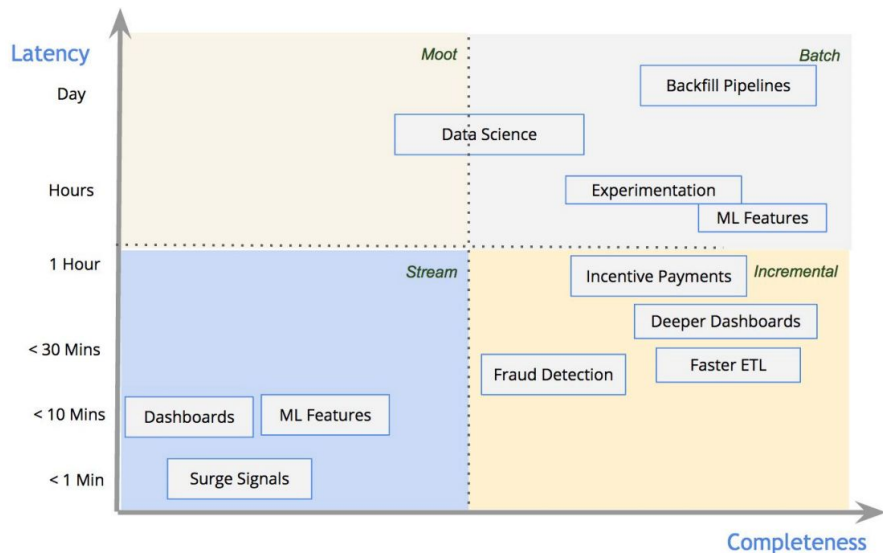 Latency
Moot
Batch
Day
Backfill Pipelines
Data Science
Hours
Experimentation
ML Features
1 Hour
Stream
Incentive Payments
Incremental
Deeper Dashboards
< 30 Mins
Fraud Detection
Faster ETL
< 10 Mins
Dashboards
ML Features
< 1 Min
Surge Signals
Completeness